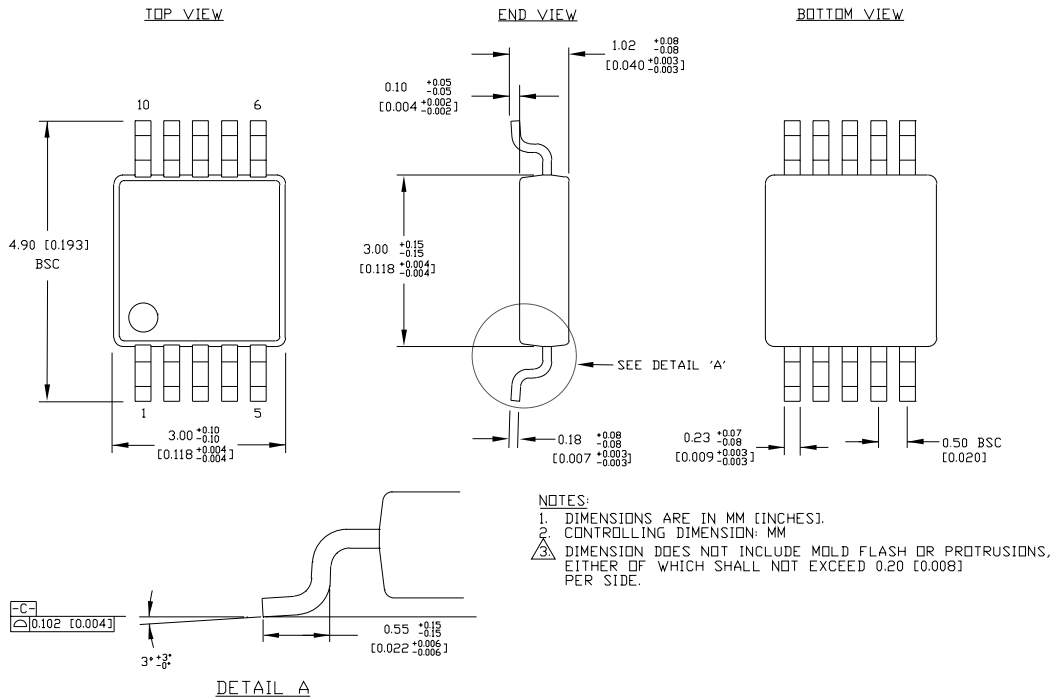 TOP VIEW
END VIEW
BOTTOM VIEW
10
6
4.90 [0.193]
BSC
1
5
3.00 +0.10 -0.10
[0.118 +0.004 -0.004]
1.02 +0.08 -0.08
[0.040 +0.003 -0.003]
0.10 +0.05 -0.05
[0.004 +0.002 -0.002]
3.00 +0.15 -0.15
[0.118 +0.004 -0.004]
SEE DETAIL 'A'
0.18 +0.08 -0.08
[0.007 +0.003 -0.003]
0.23 +0.07 -0.08
[0.009 +0.003 -0.003]
0.50 BSC
[0.020]
NOTES:
1. DIMENSIONS ARE IN MM [INCHES].
2. CONTROLLING DIMENSION: MM
3. DIMENSION DOES NOT INCLUDE MOLD FLASH OR PROTRUSIONS,
EITHER OF WHICH SHALL NOT EXCEED 0.20 [0.008]
PER SIDE.
-C-
0.102 [0.004]
3° +3° -0°
0.55 +0.15 -0.15
[0.022 +0.006 -0.006]
DETAIL A